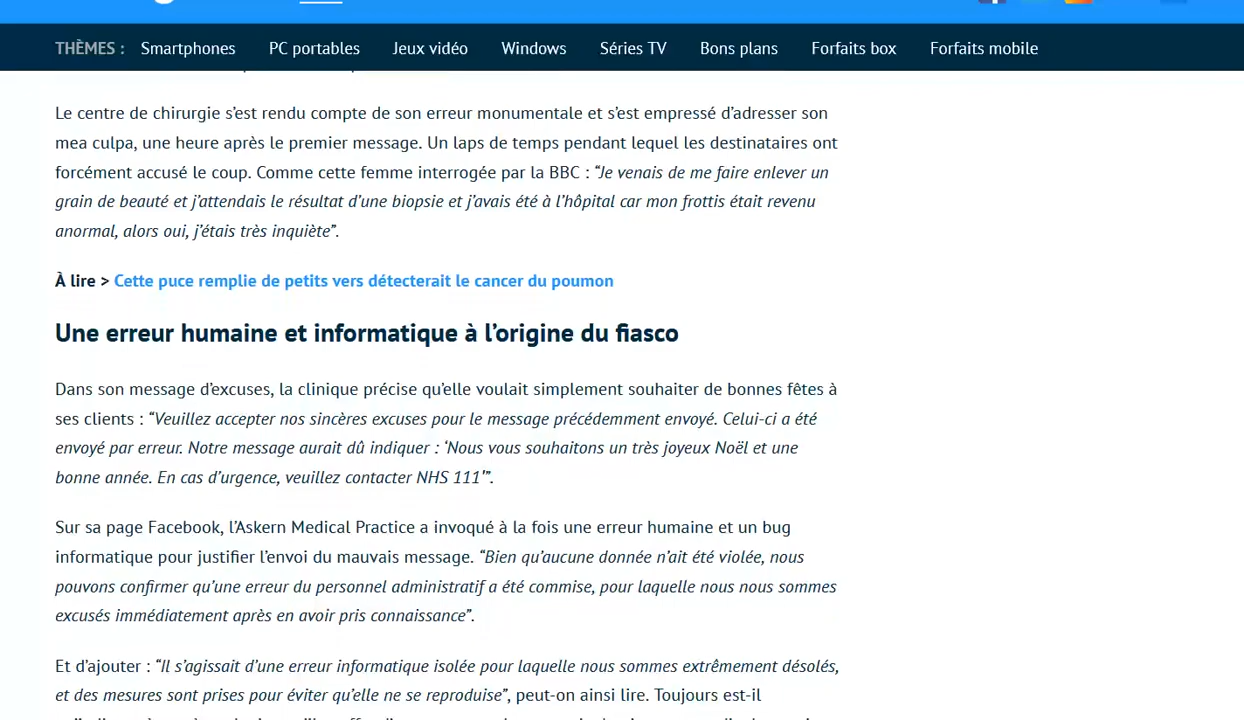 THÈMES : Smartphones PC portables Jeux vidéo Windows Séries TV Bons plans Forfaits box Forfaits mobile
Le centre de chirurgie s’est rendu compte de son erreur monumentale et s’est empressé d’adresser son
mea culpa, une heure après le premier message. Un laps de temps pendant lequel les destinataires ont
forcément accusé le coup. Comme cette femme interrogée par la BBC : “Je venais de me faire enlever un
grain de beauté et j’attendais le résultat d’une biopsie et j’avais été à l’hôpital car mon frottis était revenu
anormal, alors oui, j’étais très inquiète”.
À lire > Cette puce remplie de petits vers détecterait le cancer du poumon
Une erreur humaine et informatique à l’origine du fiasco
Dans son message d’excuses, la clinique précise qu’elle voulait simplement souhaiter de bonnes fêtes à
ses clients : “Veuillez accepter nos sincères excuses pour le message précédemment envoyé. Celui-ci a été
envoyé par erreur. Notre message aurait dû indiquer : ‘Nous vous souhaitons un très joyeux Noël et une
bonne année. En cas d’urgence, veuillez contacter NHS 111′”.
Sur sa page Facebook, l’Askern Medical Practice a invoqué à la fois une erreur humaine et un bug
informatique pour justifier l’envoi du mauvais message. “Bien qu’aucune donnée n’ait été violée, nous
pouvons confirmer qu’une erreur du personnel administratif a été commise, pour laquelle nous nous sommes
excusés immédiatement après en avoir pris connaissance”.
Et d’ajouter : “Il s’agissait d’une erreur informatique isolée pour laquelle nous sommes extrêmement désolés,
et des mesures sont prises pour éviter qu’elle ne se reproduise”, peut-on ainsi lire. Toujours est-il